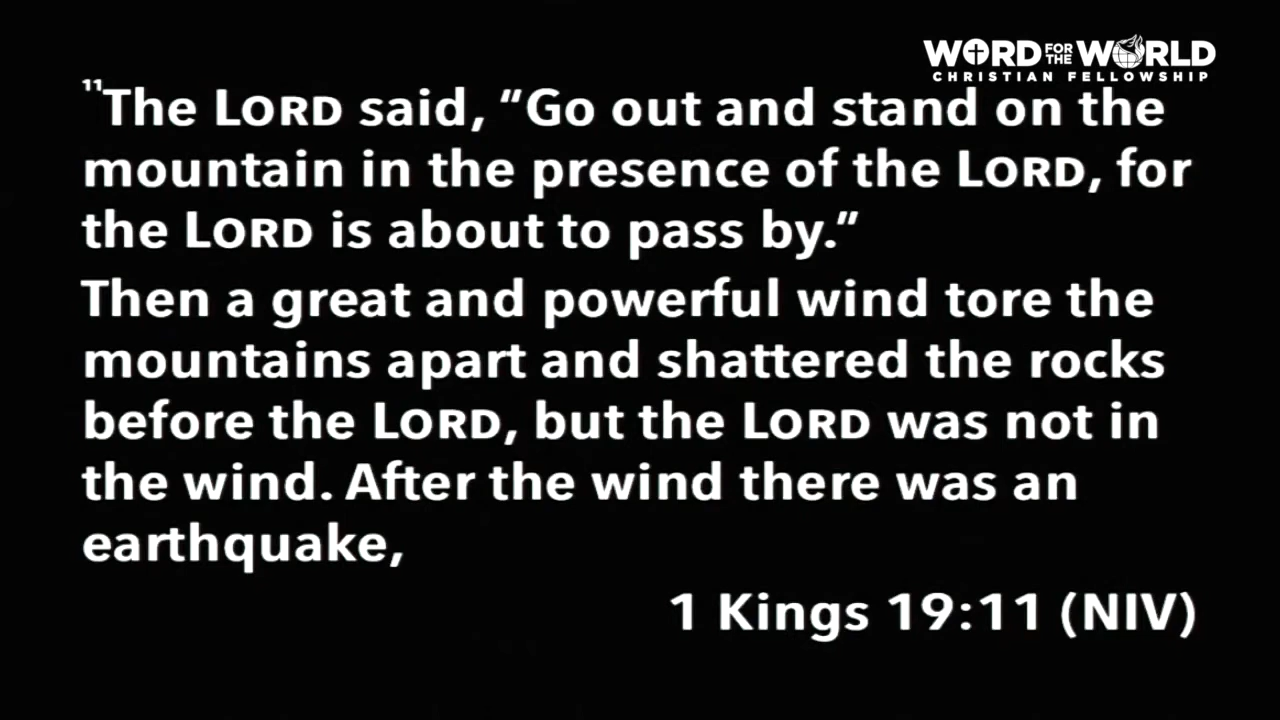 WORD FOR THE WORLD
CHRISTIAN FELLOWSHIP
11The LORD said, “Go out and stand on the
mountain in the presence of the LORD, for
the LORD is about to pass by.”
Then a great and powerful wind tore the
mountains apart and shattered the rocks
before the LORD, but the LORD was not in
the wind. After the wind there was an
earthquake,
1 Kings 19:11 (NIV)